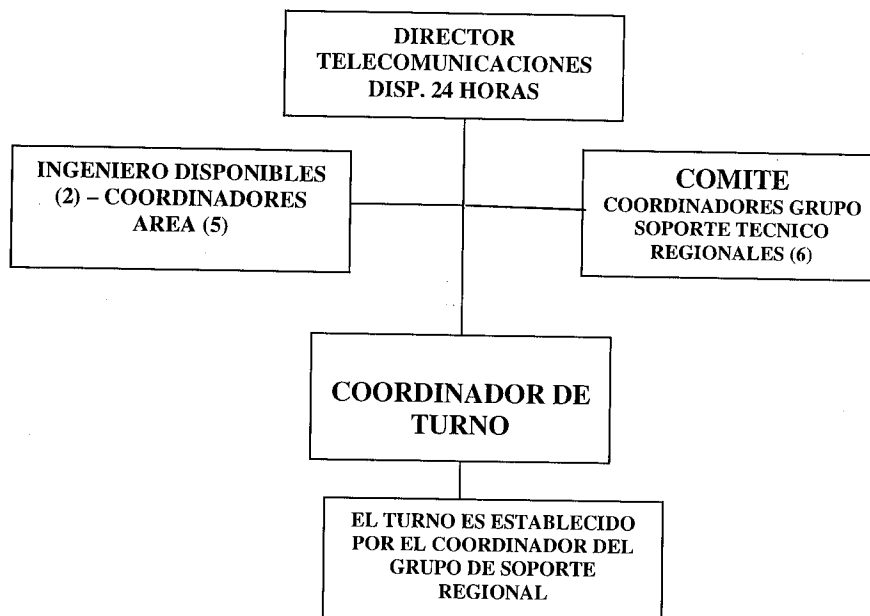 DIRECTOR
TELECOMUNICACIONES
DISP. 24 HORAS
INGENIERO DISPONIBLES
(2) – COORDINADORES
AREA (5)
COMITE
COORDINADORES GRUPO
SOPORTE TECNICO
REGIONALES (6)
COORDINADOR DE
TURNO
EL TURNO ES ESTABLECIDO
POR EL COORDINADOR DEL
GRUPO DE SOPORTE
REGIONAL